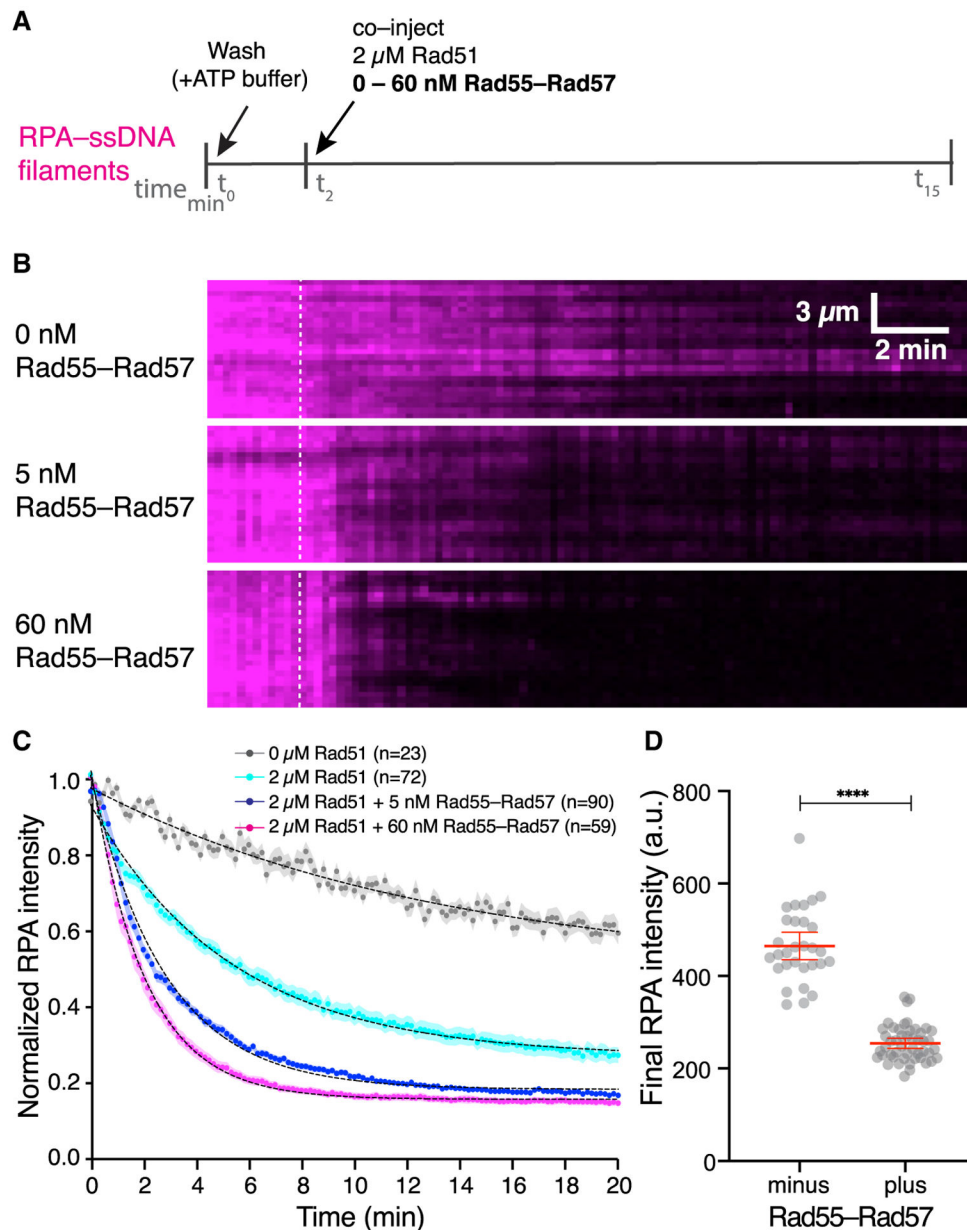 A
Wash
(+ATP buffer)
co–inject
2 µM Rad51
0 – 60 nM Rad55–Rad57
RPA–ssDNA
filaments
time min 0
t0
t2
t15
B
0 nM
Rad55–Rad57
3 µm
2 min
5 nM
Rad55–Rad57
60 nM
Rad55–Rad57
C
0 µM Rad51 (n=23)
2 µM Rad51 (n=72)
2 µM Rad51 + 5 nM Rad55–Rad57 (n=90)
2 µM Rad51 + 60 nM Rad55–Rad57 (n=59)
Normalized RPA intensity
1.0
0.8
0.6
0.4
0.2
0.0
0 2 4 6 8 10 12 14 16 18 20
Time (min)
D
Final RPA intensity (a.u.)
800
600
400
200
0
****
minus plus
Rad55–Rad57